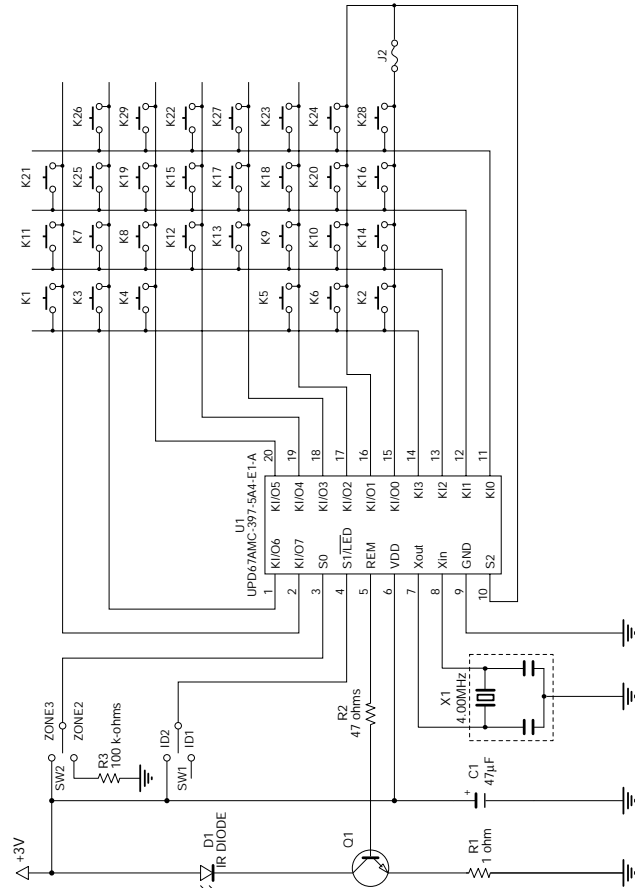 +3V
SW2
ZONE3
ZONE2
R3
100 k-ohms
ID2
ID1
SW1
D1
IR DIODE
Q1
R2
47 ohms
R1
1 ohm
C1
47µF
X1
4.00MHz
U1
UPD67AMC-397-5A4-E1-A
1 KI/O6 KI/O5 20
2 KI/O7 KI/O4 19
3 S0 KI/O3 18
4 S1/LED KI/O2 17
5 REM KI/O1 16
6 VDD KI/O0 15
7 Xout KI3 14
8 Xin KI2 13
9 GND KI1 12
10 S2 KI0 11
K1 K11 K21
K3 K7 K25 K26
K4 K8 K19 K29
K12 K15 K22
K13 K17 K27
K5 K9 K18 K23
K6 K10 K20 K24
K2 K14 K16 K28
J2